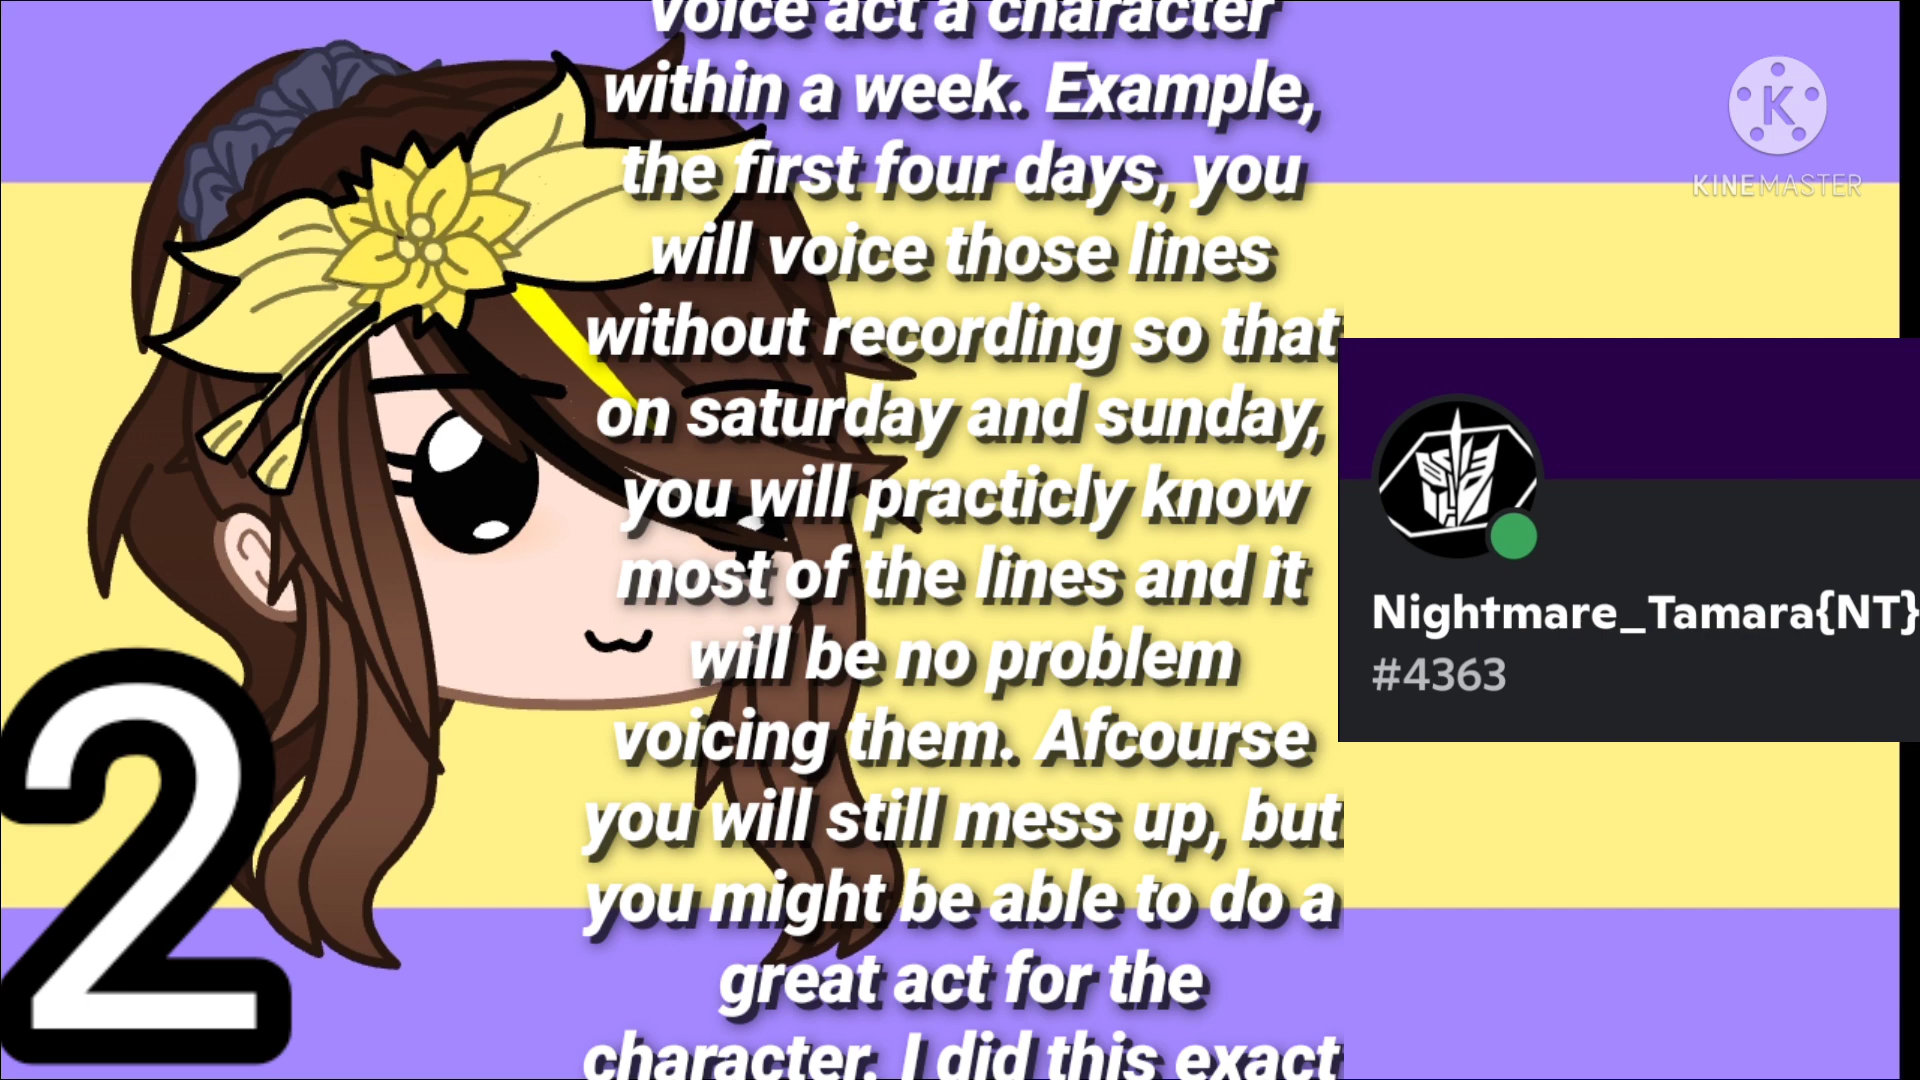 voice act a character
within a week. Example,
the first four days, you
will voice those lines
without recording so that
on saturday and sunday,
you will practicly know
most of the lines and it
will be no problem
voicing them. Afcourse
you will still mess up, but
you might be able to do a
great act for the
character. I did this exact
2
K
KINEMASTER
Nightmare_Tamara{NT}
#4363